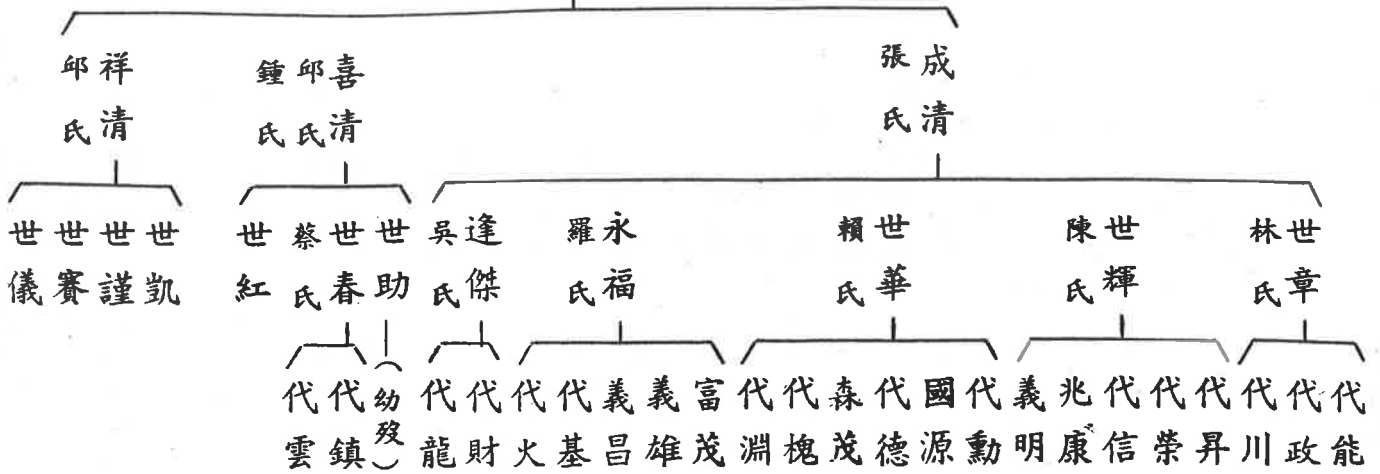 成清
張氏
喜清
邱氏
鍾氏
祥清
邱氏
世章
林氏
世輝
陳氏
世華
賴氏
永福
羅氏
逢傑
吳氏
世助
世春
蔡氏
世紅
世凱
世謹
世賽
世儀
代能
代政
代川
代昇
代榮
代信
兆康
義明
代勳
國源
代德
森茂
代槐
代淵
富茂
義雄
義昌
代基
代火
代財
代龍
（幼歿）
代鎮
代雲